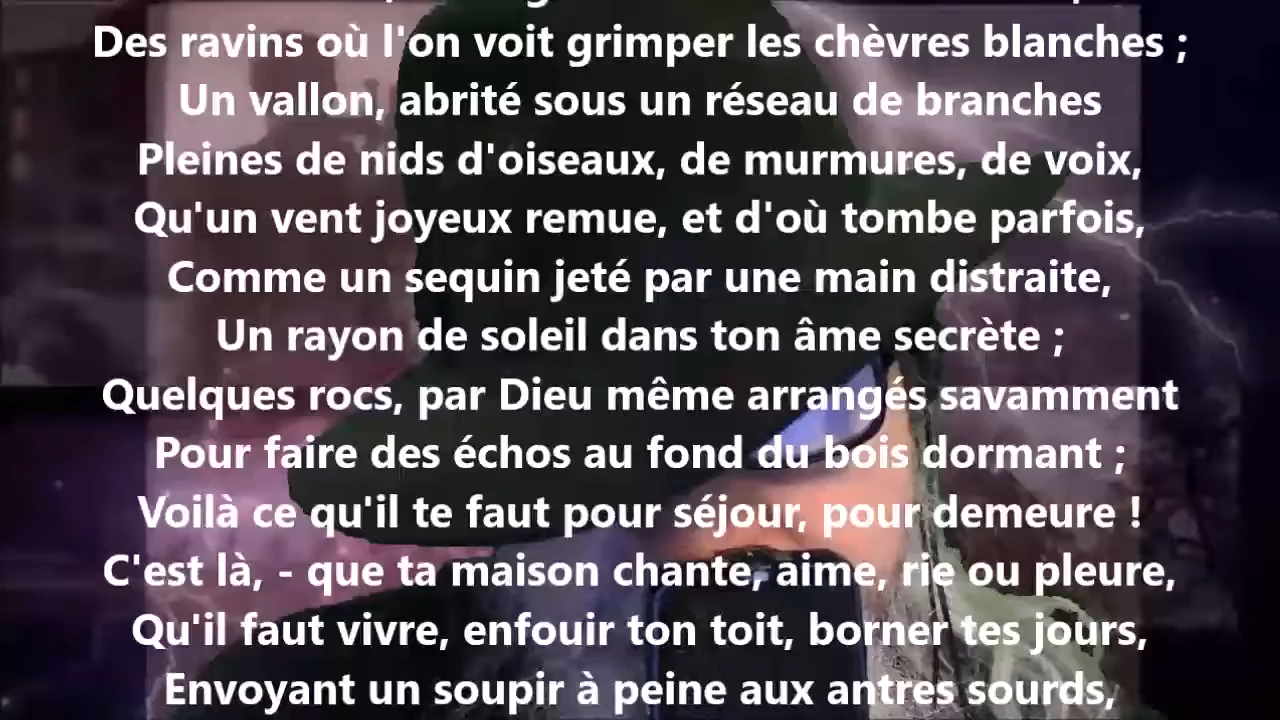 Des ravins où l'on voit grimper les chèvres blanches ;
Un vallon, abrité sous un réseau de branches
Pleines de nids d'oiseaux, de murmures, de voix,
Qu'un vent joyeux remue, et d'où tombe parfois,
Comme un sequin jeté par une main distraite,
Un rayon de soleil dans ton âme secrète ;
Quelques rocs, par Dieu même arrangés savamment
Pour faire des échos au fond du bois dormant ;
Voilà ce qu'il te faut pour séjour, pour demeure !
C'est là, - que ta maison chante, aime, rie ou pleure,
Qu'il faut vivre, enfouir ton toit, borner tes jours,
Envoyant un soupir à peine aux antres sourds,